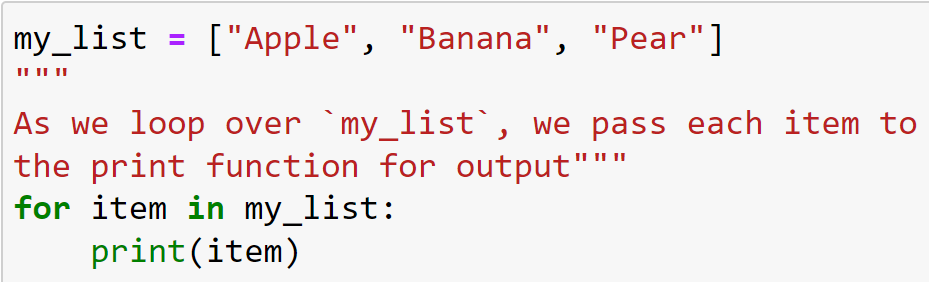 my_list = ["Apple", "Banana", "Pear"]
"""
As we loop over `my_list`, we pass each item to
the print function for output"""
for item in my_list:
    print(item)